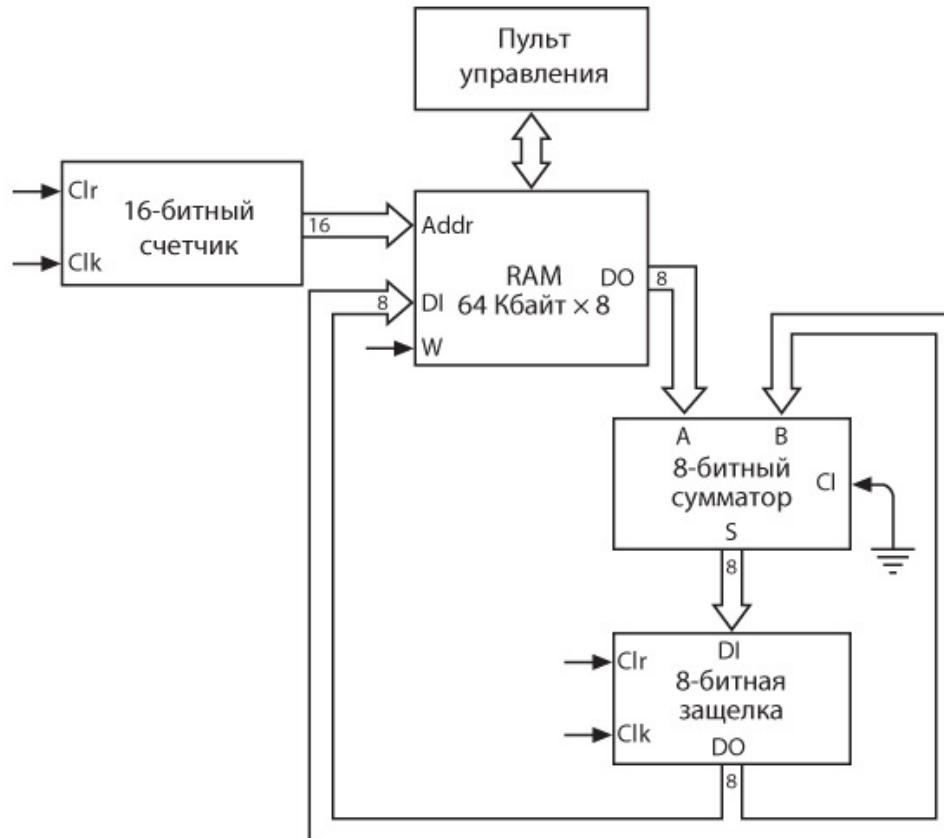 Пульт
управления
Clr
16-битный
счетчик
Clk
16
Addr
RAM
64 Кбайт × 8
DO
8
8
DI
W
A
B
8-битный
сумматор
CI
S
8
DI
Clr
8-битная
защелка
Clk
DO
8